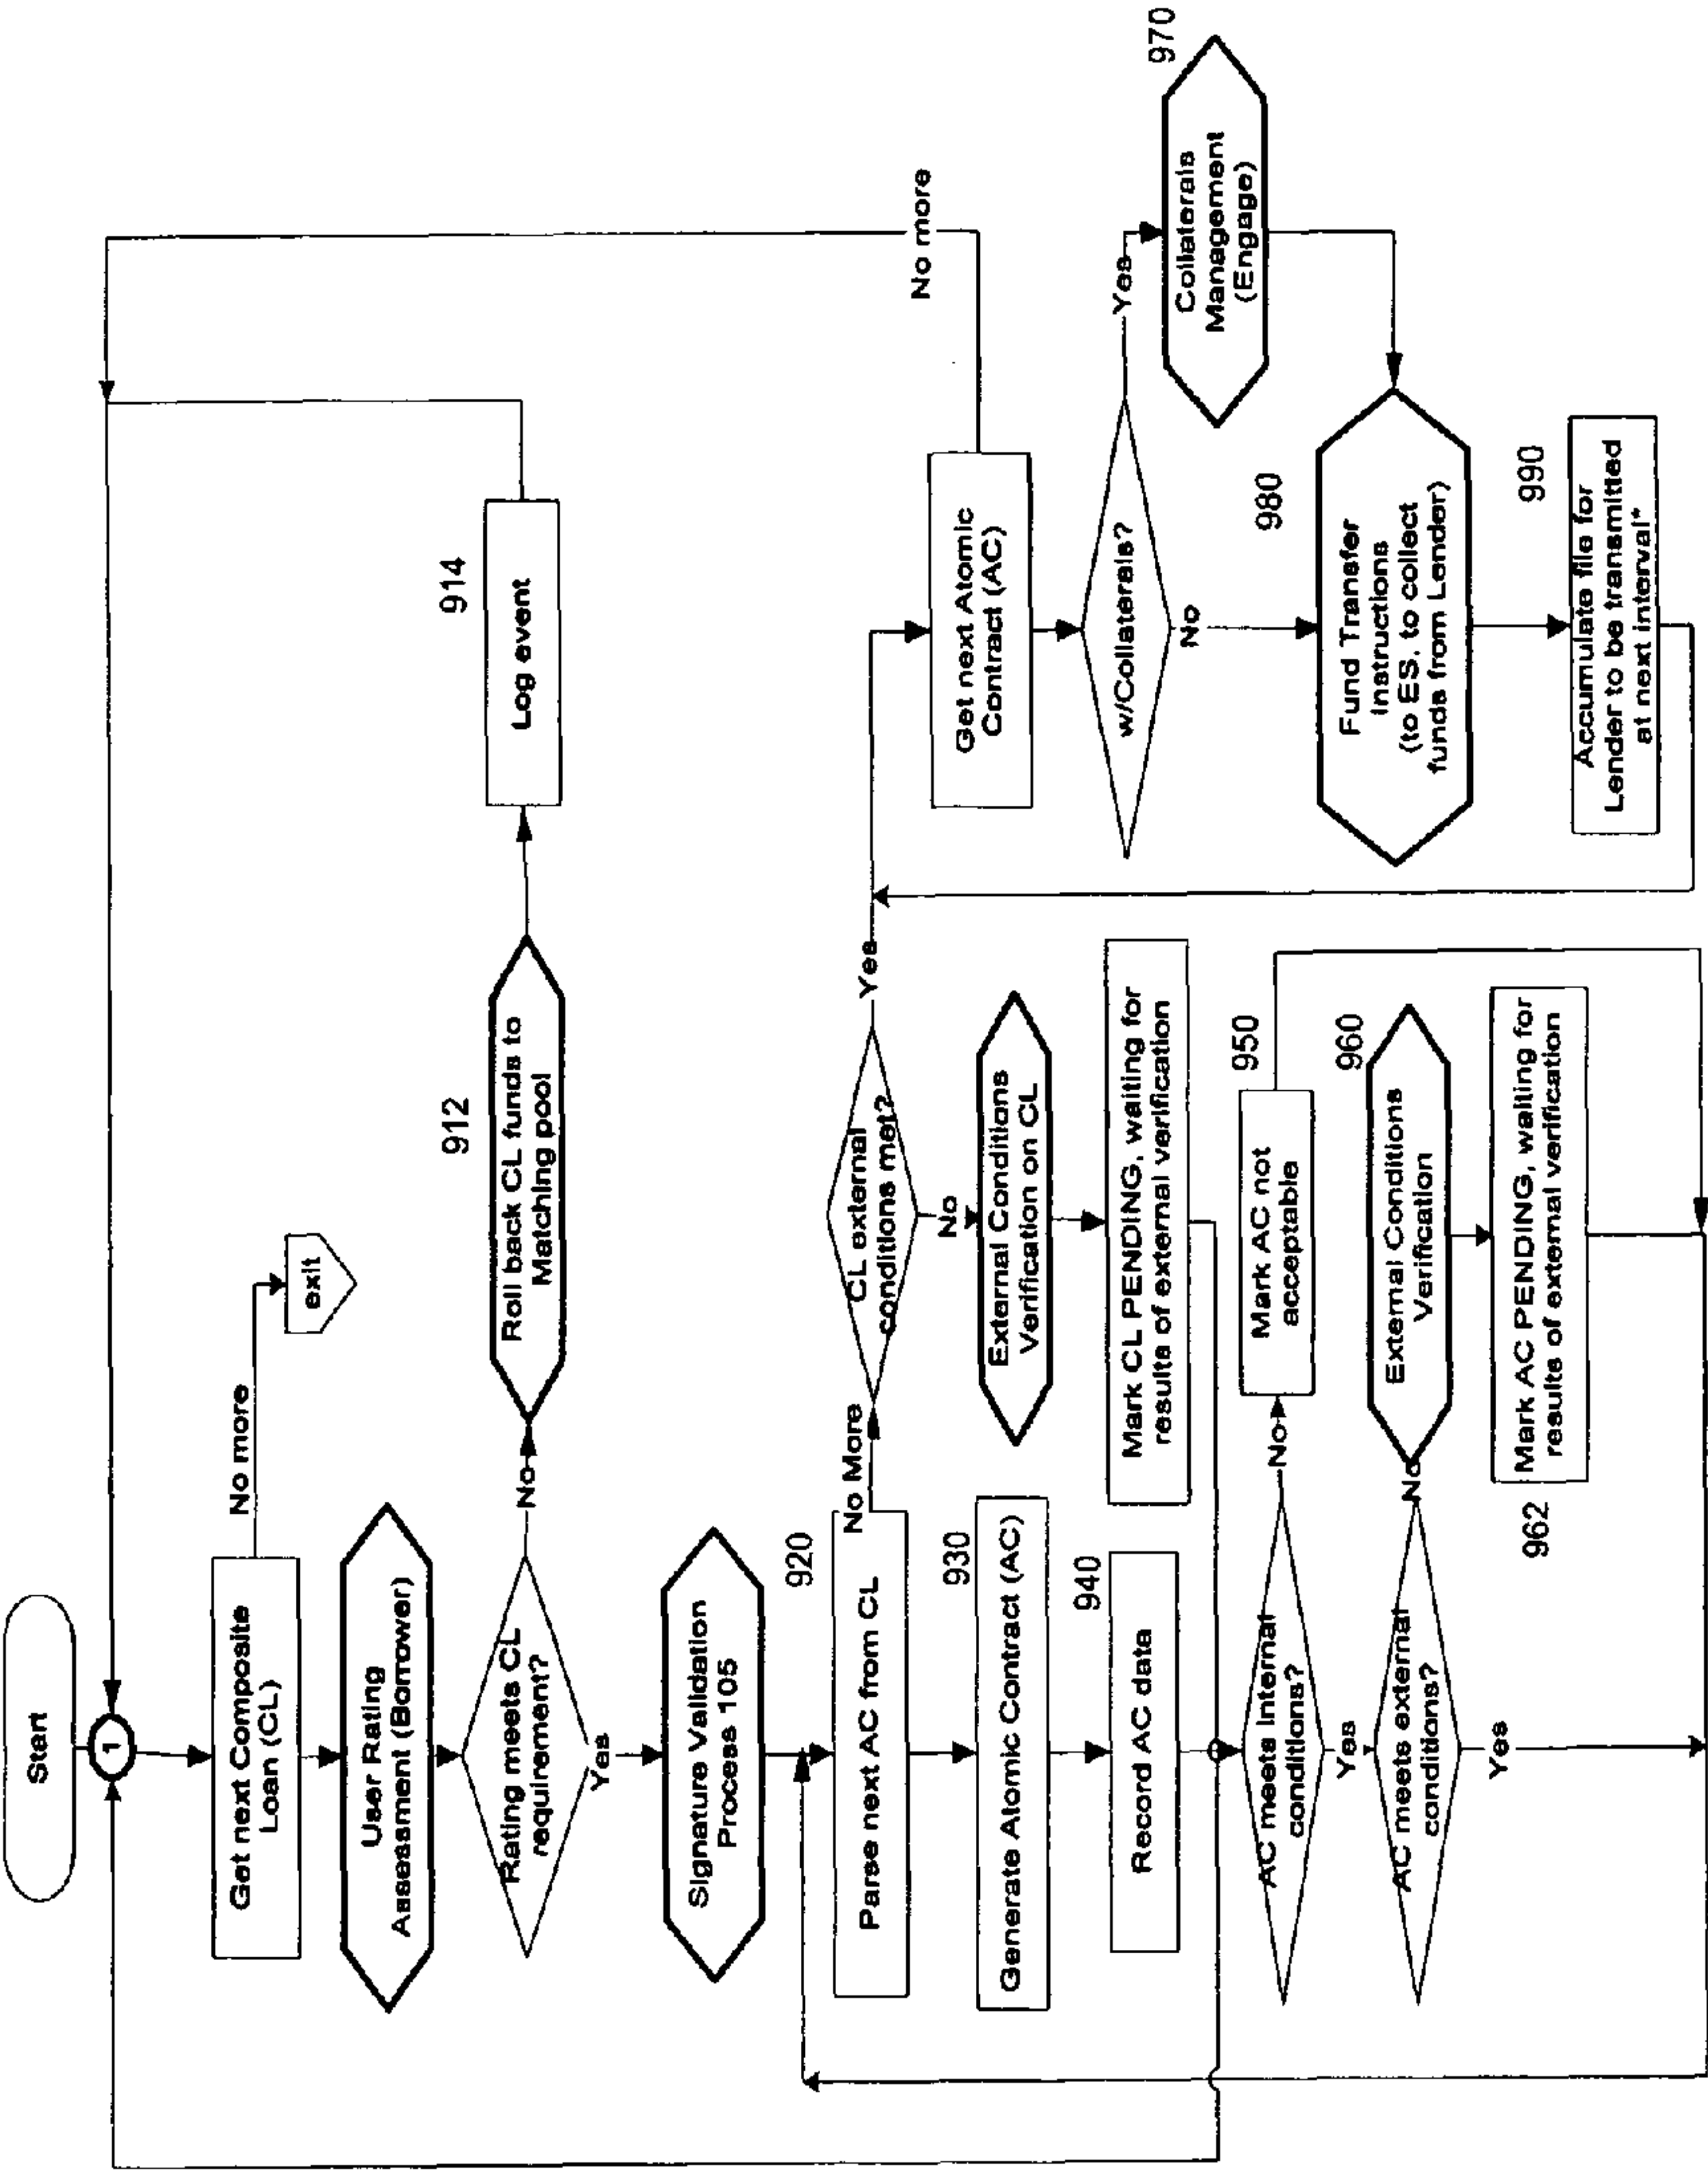 Start
1
Get next Composite
Loan (CL)
No more
exit
User Rating
Assessment (Borrower)
Rating meets CL
requirement?
No
912
Roll back CL funds to
Matching pool
914
Log event
Yes
Signature Validation
Process 105
920
Parse next AC from CL
No More
CL external
conditions met?
Yes
No
External Conditions
Verification on CL
Mark CL PENDING, waiting for
results of external verification
930
Generate Atomic Contract (AC)
940
Record AC data
AC meets Internal
conditions?
No
950
Mark AC not
acceptable
Yes
AC meets external
conditions?
No
960
External Conditions
Verification
962
Mark AC PENDING, waiting for
results of external verification
Yes
Get next Atomic
Contract (AC)
No more
w/Collaterals?
Yes
970
Collaterals
Management
(Engage)
No
980
Fund Transfer
Instructions
(to ES. to collect
funds from Lender)
990
Accumulate file for
Lender to be transmitted
at next interval*